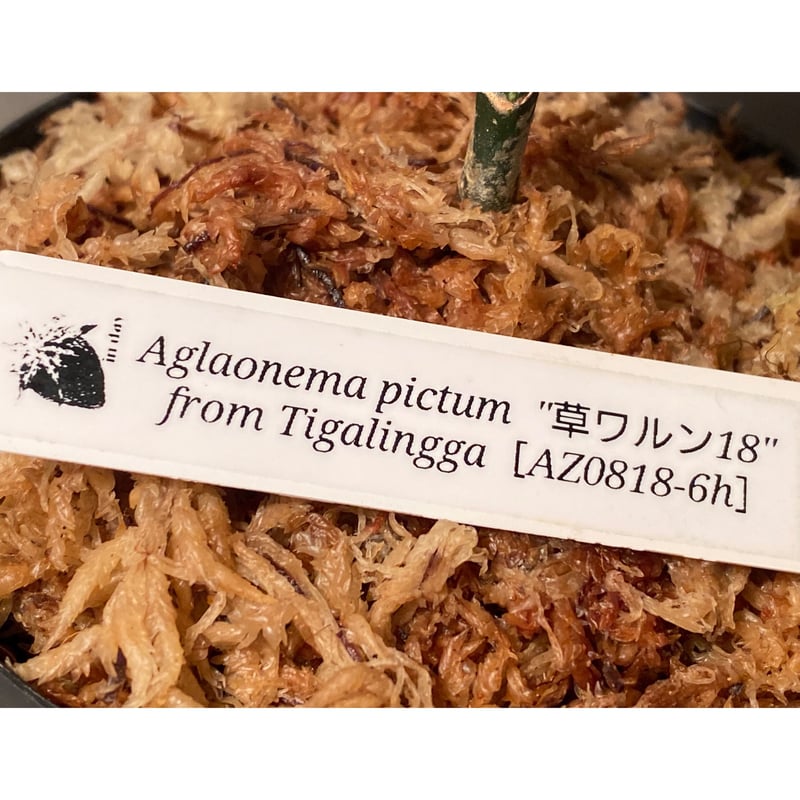 Aglaonema pictum "草ワルン18"
from Tigalingga [AZ0818-6h]